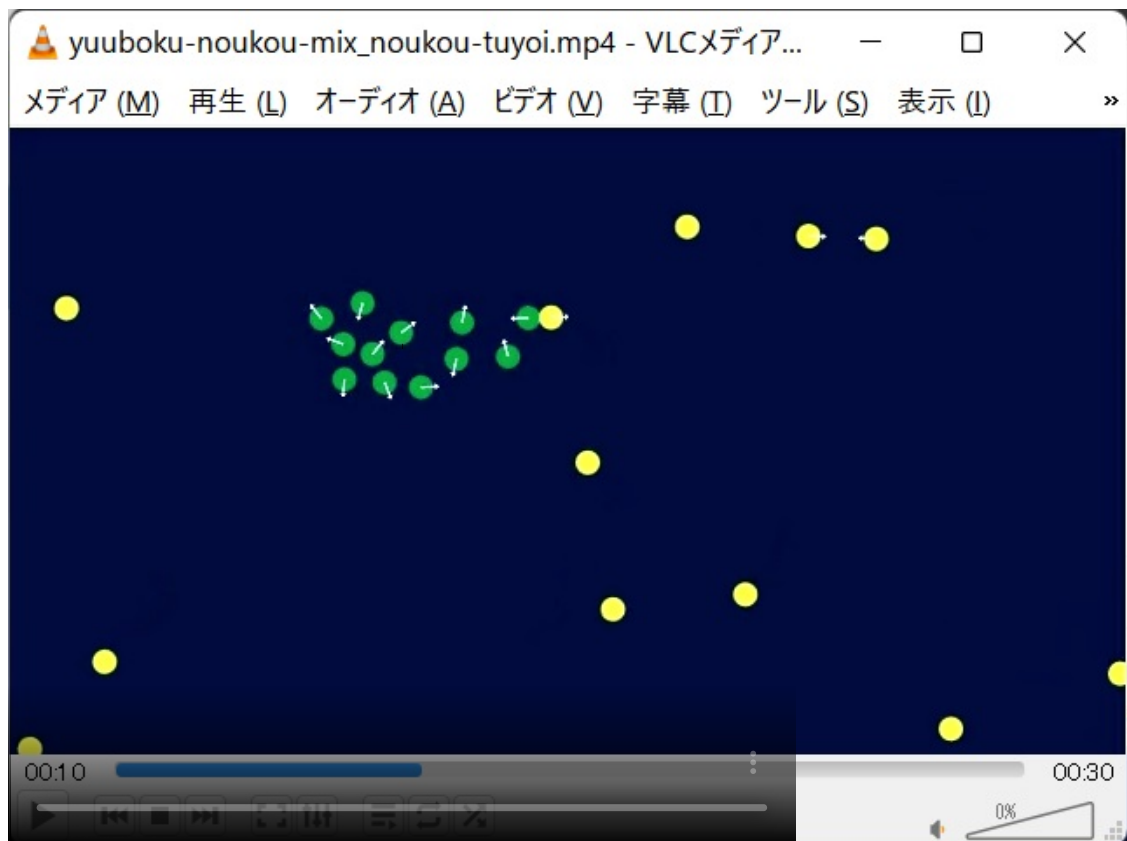 yuuboku-noukou-mix_noukou-tuyoi.mp4 - VLCメディア...
メディア (M) 再生 (L) オーディオ (A) ビデオ (V) 字幕 (T) ツール (S) 表示 (I) »
00:10 00:30
0%